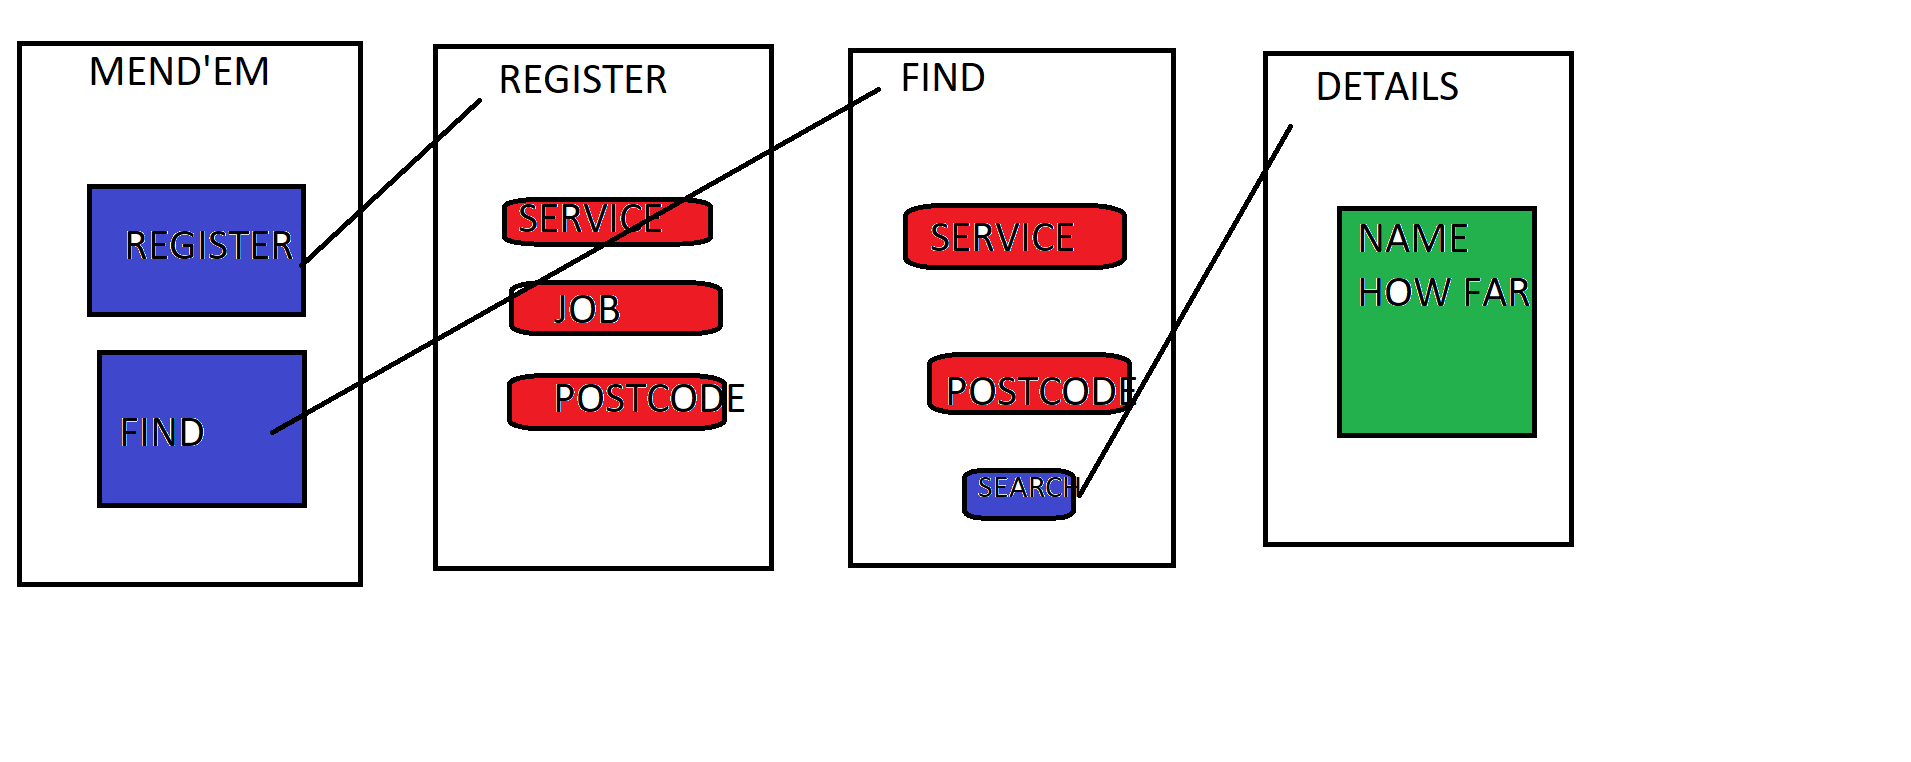 MEND'EM
REGISTER
FIND
REGISTER
SERVICE
JOB
POSTCODE
FIND
SERVICE
POSTCODE
SEARCH
DETAILS
NAME
HOW FAR